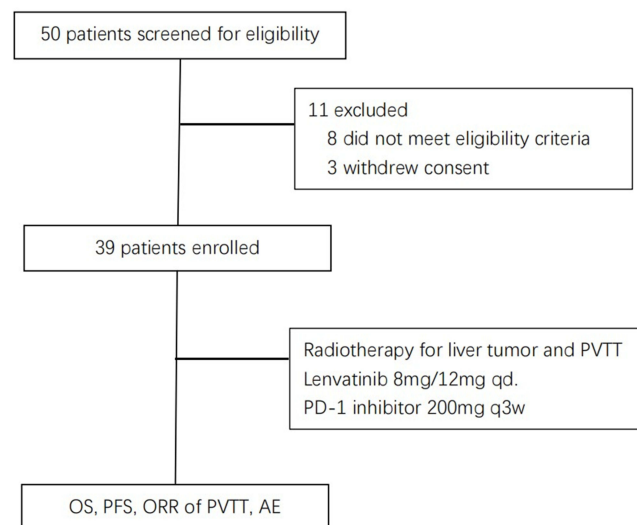 50 patients screened for eligibility
11 excluded
8 did not meet eligibility criteria
3 withdrew consent
39 patients enrolled
Radiotherapy for liver tumor and PVTT
Lenvatinib 8mg/12mg qd.
PD-1 inhibitor 200mg q3w
OS, PFS, ORR of PVTT, AE